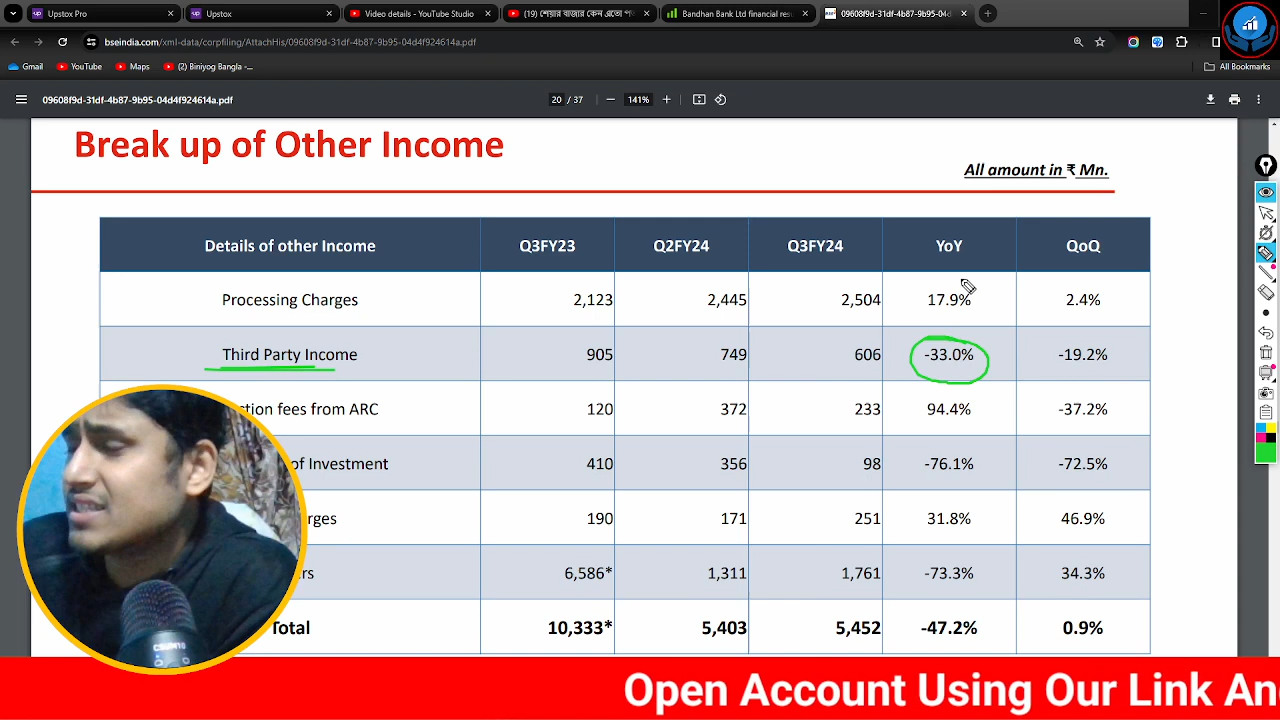 Upstox Pro
Upstox
Video details - YouTube Studio
(19) শেয়ার বাজার কেন এতো
Bandhan Bank Ltd financial res
09608f9d-31df-4b87-9b95-04d4
bseindia.com/xml-data/corpfiling/AttachHis/09608f9d-31df-4b87-9b95-04d4f924614a.pdf
Gmail
YouTube
Maps
(2) Biniyog Bangla -...
All Bookmarks
09608f9d-31df-4b87-9b95-04d4f924614a.pdf
20 / 37
141%
Break up of Other Income
All amount in ₹ Mn.
Details of other Income Q3FY23 Q2FY24 Q3FY24 YoY QoQ
Processing Charges 2,123 2,445 2,504 17.9% 2.4%
Third Party Income 905 749 606 -33.0% -19.2%
ction fees from ARC 120 372 233 94.4% -37.2%
of Investment 410 356 98 -76.1% -72.5%
rges 190 171 251 31.8% 46.9%
rs 6,586* 1,311 1,761 -73.3% 34.3%
Total 10,333* 5,403 5,452 -47.2% 0.9%
Open Account Using Our Link An